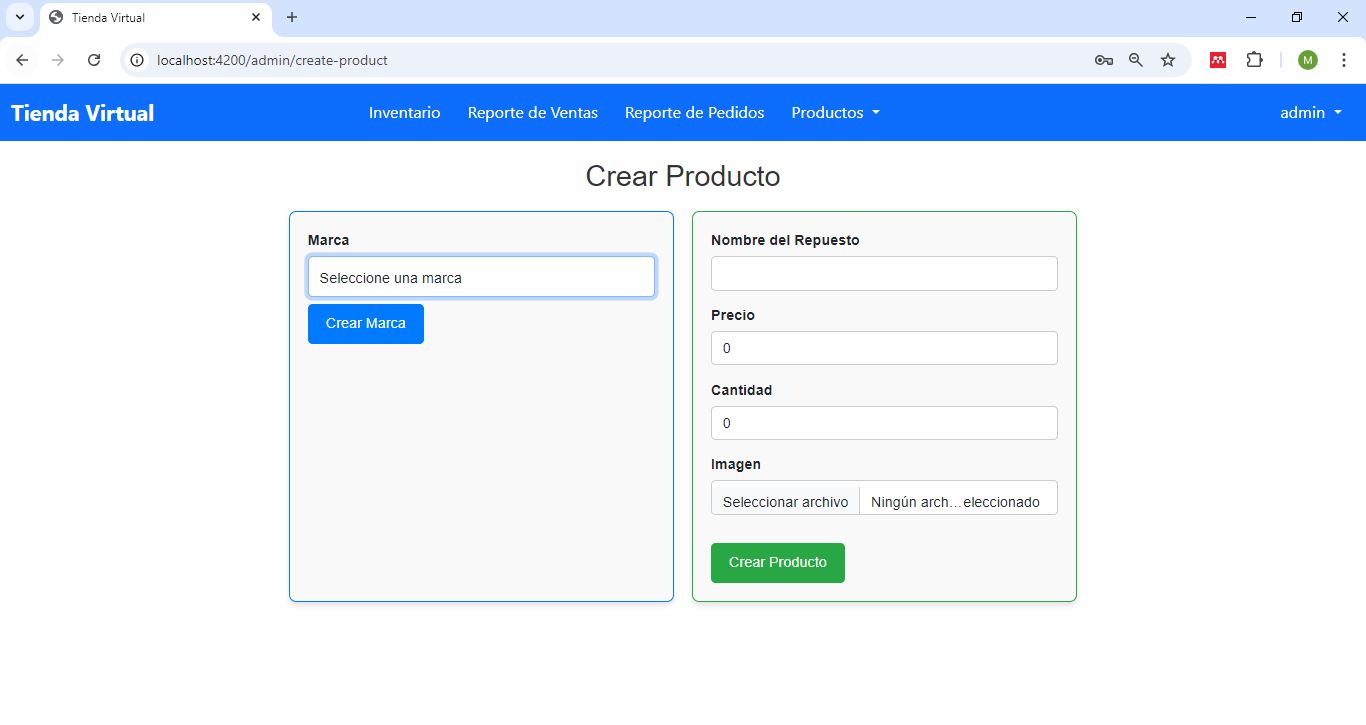 Tienda Virtual
localhost:4200/admin/create-product
M
Tienda Virtual Inventario Reporte de Ventas Reporte de Pedidos Productos admin
Crear Producto
Marca
Seleccione una marca
Crear Marca
Nombre del Repuesto
Precio
0
Cantidad
0
Imagen
Seleccionar archivo Ningún arch...eleccionado
Crear Producto